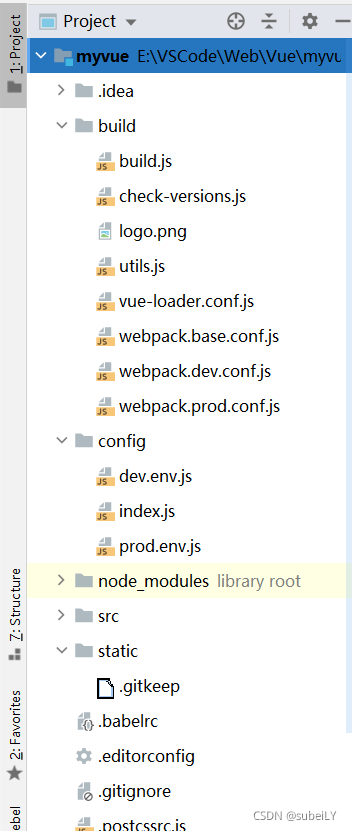 Project
1: Project
myvue E:\VSCode\Web\Vue\myvu
.idea
build
build.js
check-versions.js
logo.png
utils.js
vue-loader.conf.js
webpack.base.conf.js
webpack.dev.conf.js
webpack.prod.conf.js
config
dev.env.js
index.js
prod.env.js
node_modules library root
src
static
.gitkeep
.babelrc
.editorconfig
.gitignore
.postcssrc.js
7: Structure
2: Favorites
ebel
JS
JS
JS
JS
JS
JS
JS
JS
JS
JS
JS
CSDN @subeiLY